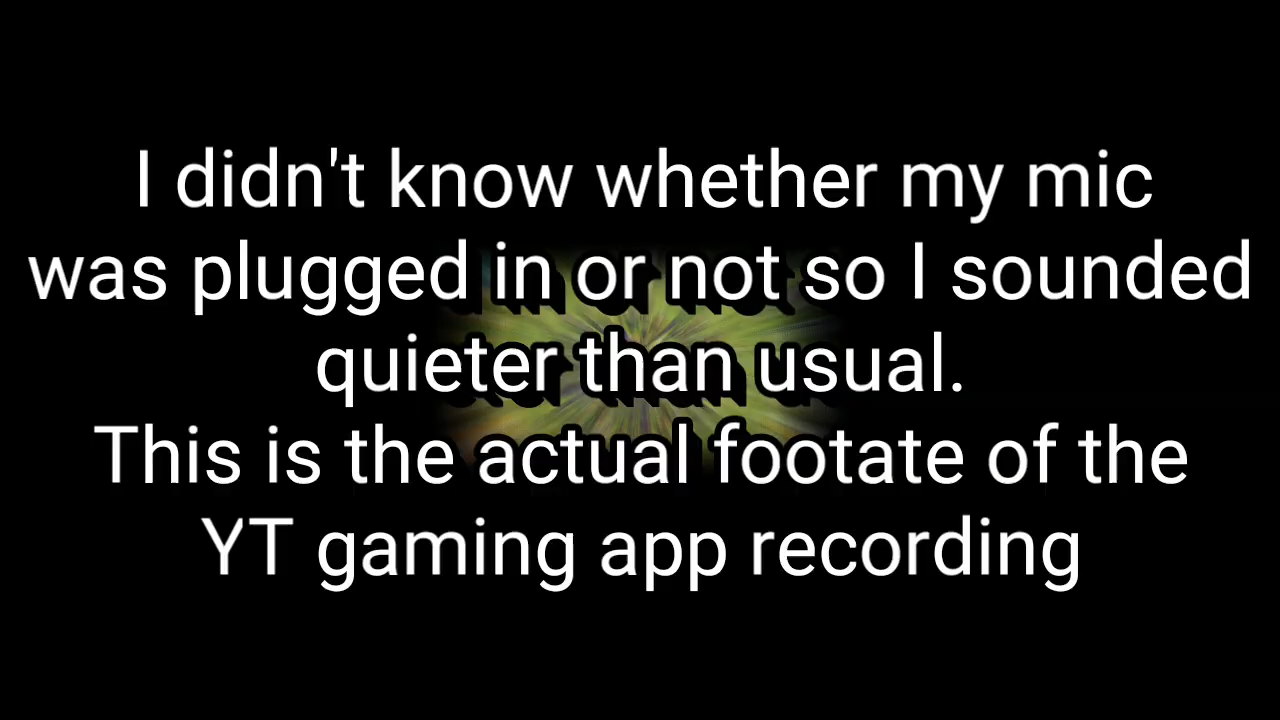 I didn't know whether my mic
was plugged in or not so I sounded
quieter than usual.
This is the actual footate of the
YT gaming app recording